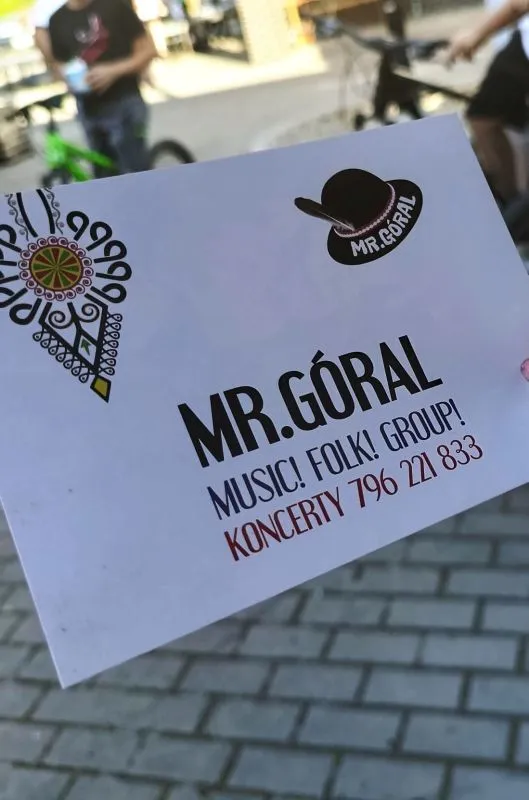 MR.GÓRAL
MR.GÓRAL
MUSIC! FOLK! GROUP!
KONCERTY 796 221 833